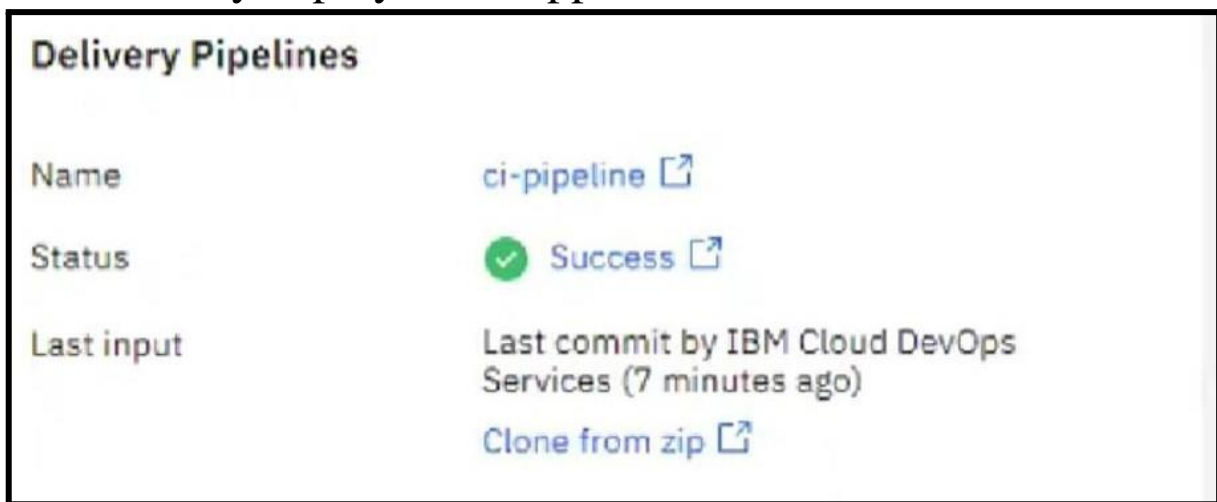 Delivery Pipelines
Name ci-pipeline
Status Success
Last input Last commit by IBM Cloud DevOps
Services (7 minutes ago)
Clone from zip